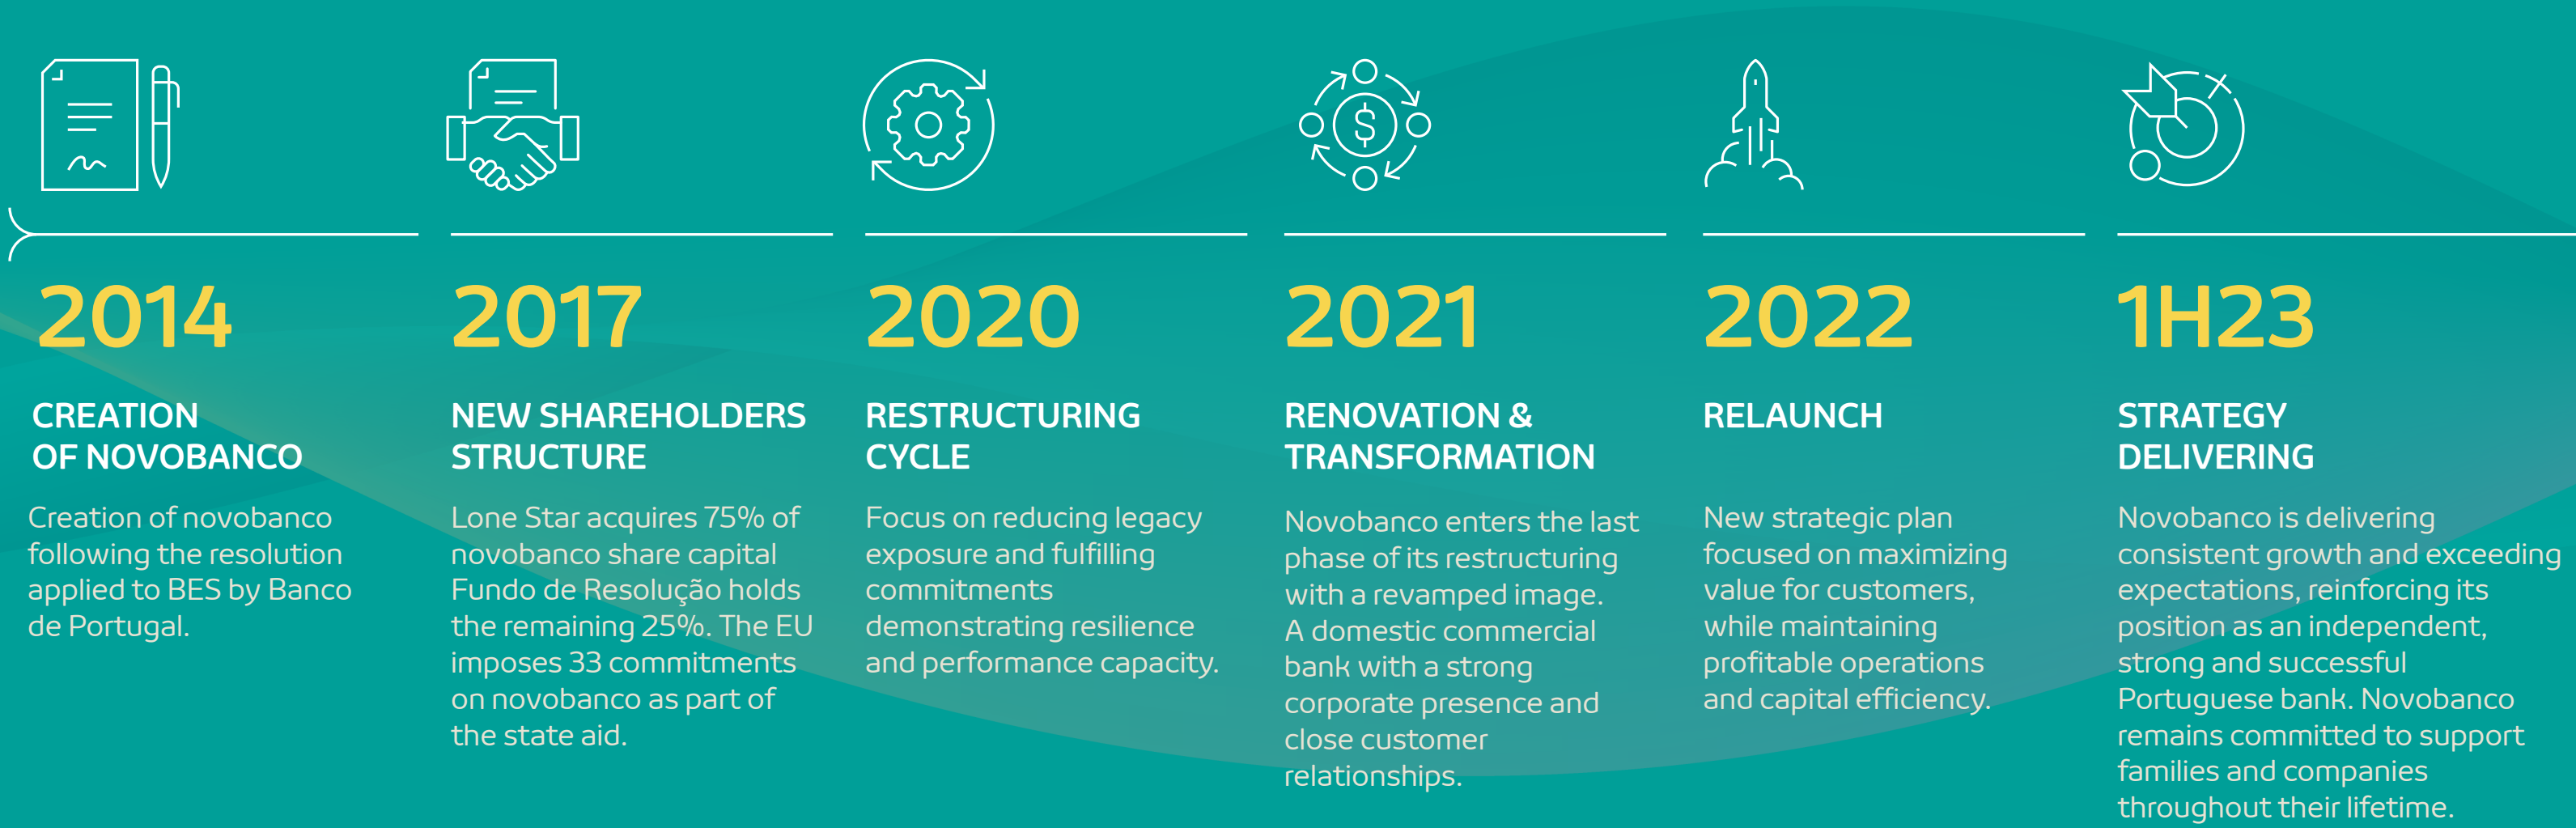 2014
CREATION
OF NOVOBANCO
Creation of novobanco
following the resolution
applied to BES by Banco
de Portugal.
2017
NEW SHAREHOLDERS
STRUCTURE
Lone Star acquires 75% of
novobanco share capital
Fundo de Resolução holds
the remaining 25%. The EU
imposes 33 commitments
on novobanco as part of
the state aid.
2020
RESTRUCTURING
CYCLE
Focus on reducing legacy
exposure and fulfilling
commitments
demonstrating resilience
and performance capacity.
$
2021
RENOVATION &
TRANSFORMATION
Novobanco enters the last
phase of its restructuring
with a revamped image.
A domestic commercial
bank with a strong
corporate presence and
close customer
relationships.
2022
RELAUNCH
New strategic plan
focused on maximizing
value for customers,
while maintaining
profitable operations
and capital efficiency.
1H23
STRATEGY
DELIVERING
Novobanco is delivering
consistent growth and exceeding
expectations, reinforcing its
position as an independent,
strong and successful
Portuguese bank. Novobanco
remains committed to support
families and companies
throughout their lifetime.